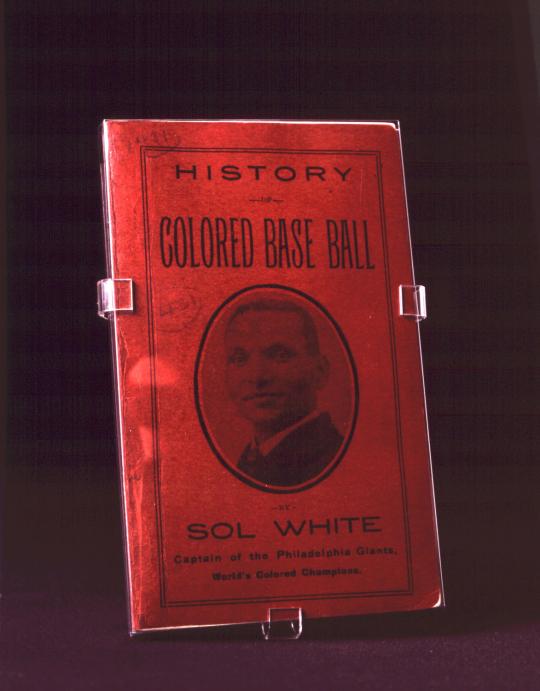 HISTORY
—OF—
COLORED BASE BALL
—BY—
SOL WHITE
Captain of the Philadelphia Giants,
World's Colored Champions.